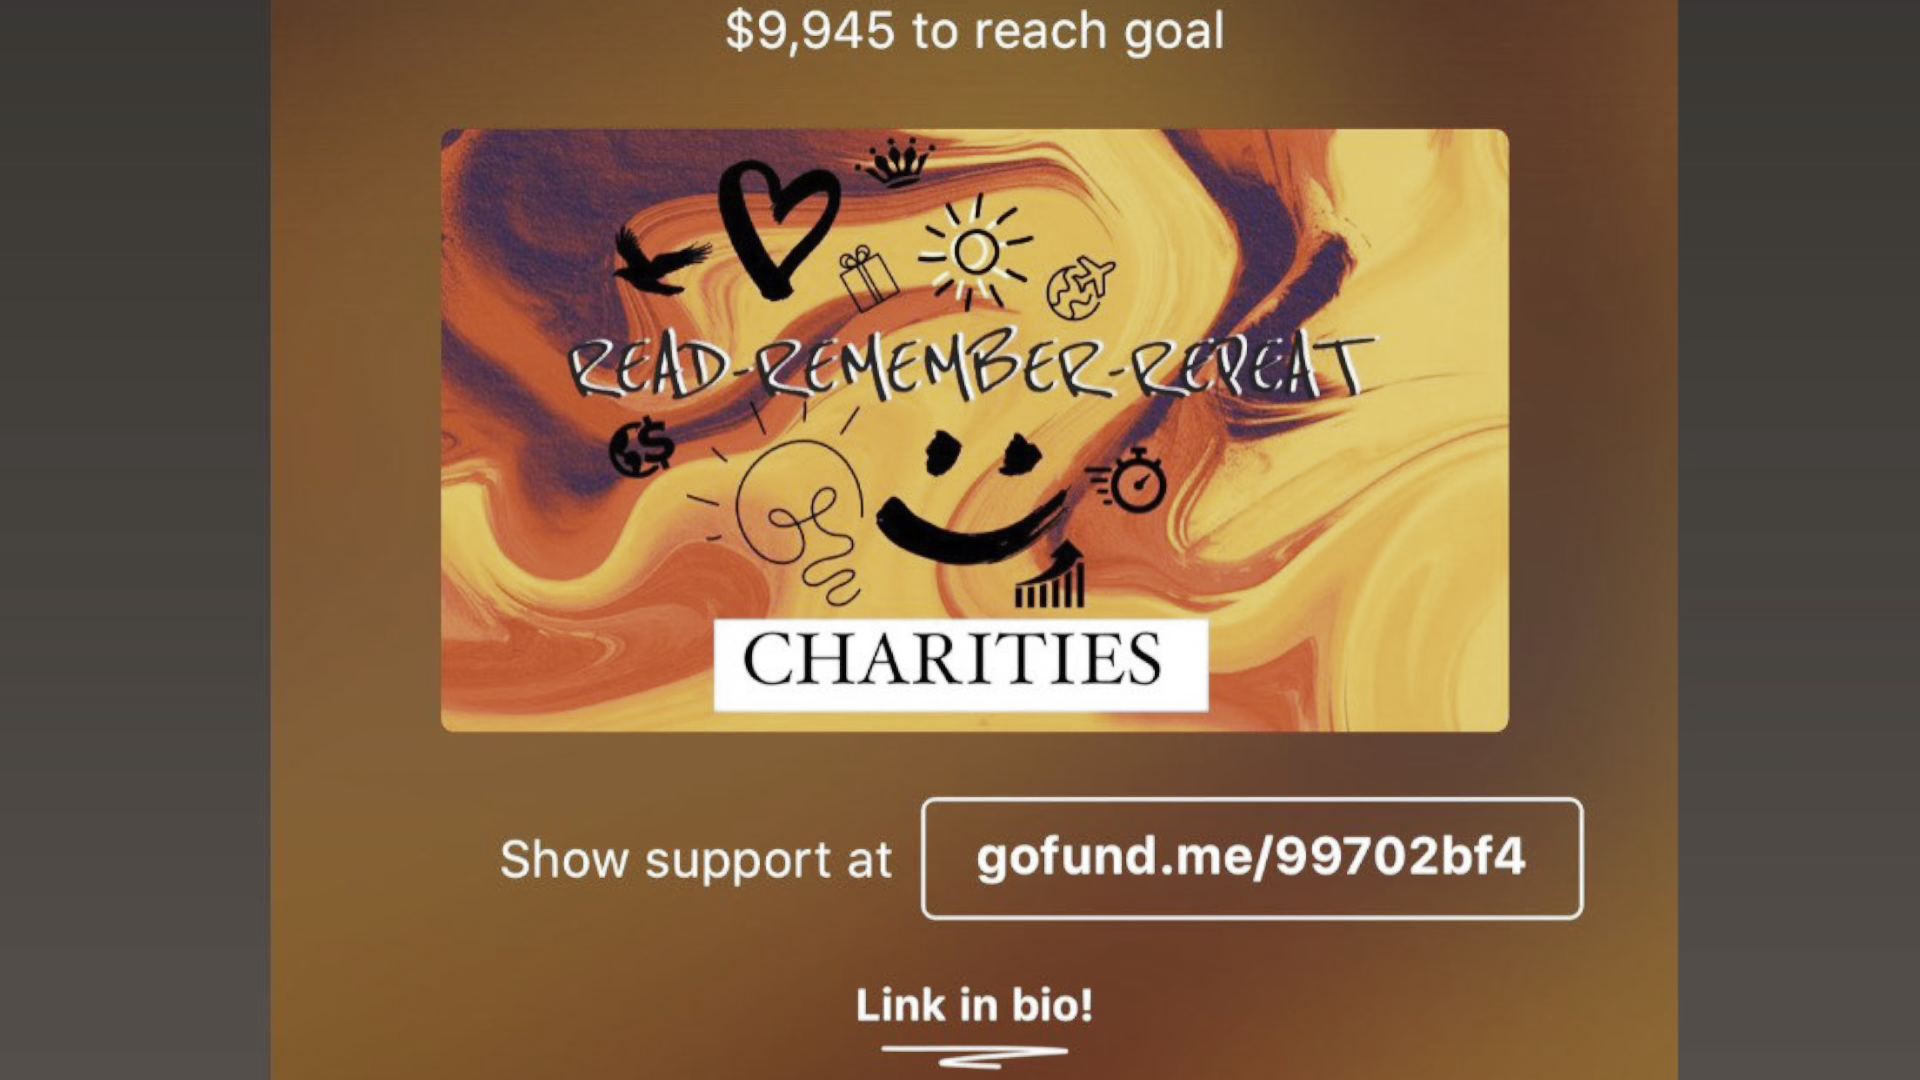 $9,945 to reach goal
READ-REMEMBER-REPEAT
$
CHARITIES
Show support at
gofund.me/99702bf4
Link in bio!